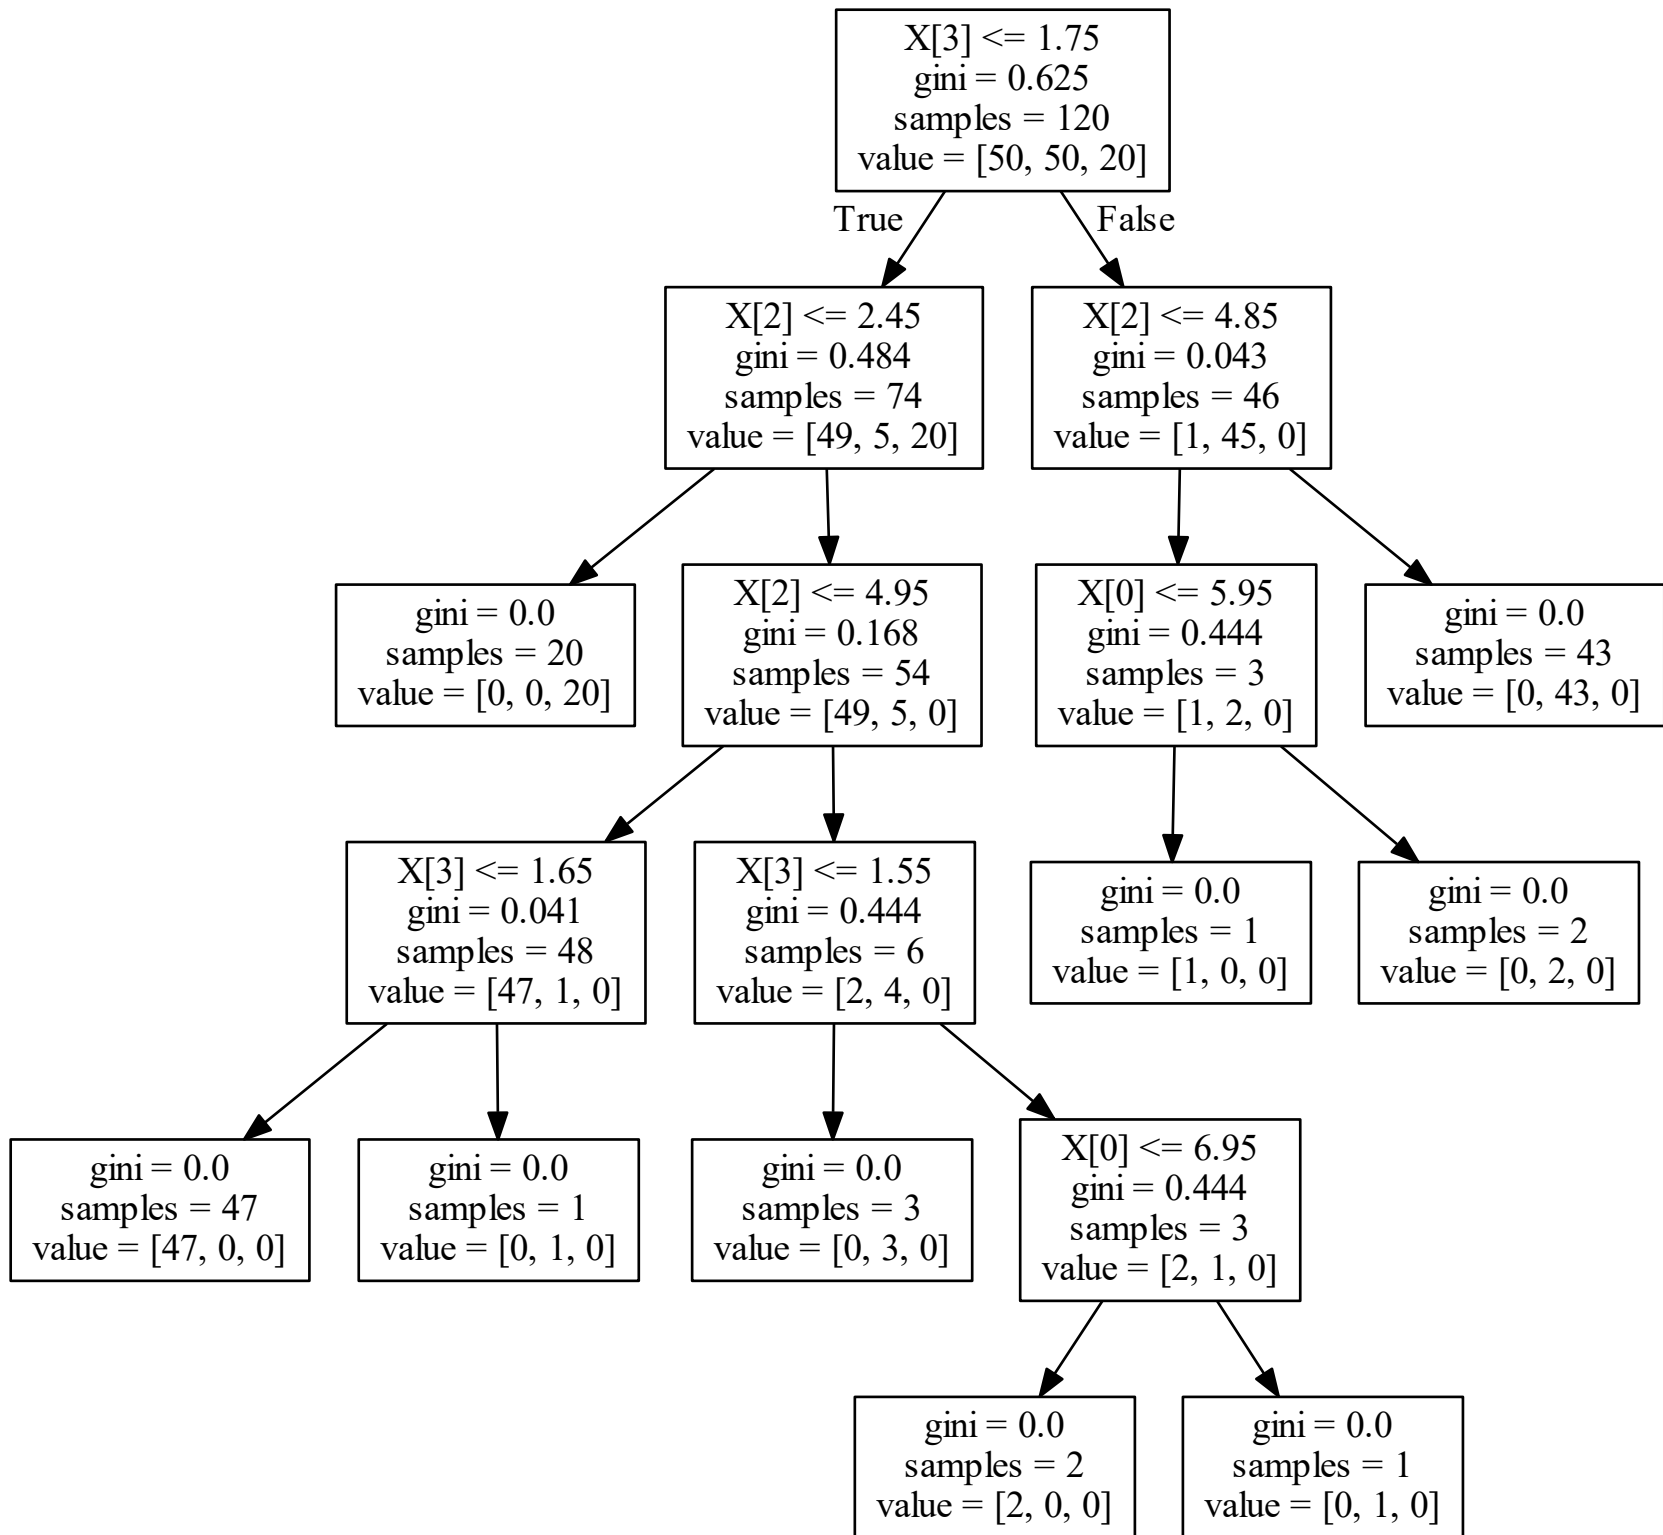 X[3] <= 1.75
gini = 0.625
samples = 120
value = [50, 50, 20]
True
False
X[2] <= 2.45
gini = 0.484
samples = 74
value = [49, 5, 20]
X[2] <= 4.85
gini = 0.043
samples = 46
value = [1, 45, 0]
gini = 0.0
samples = 20
value = [0, 0, 20]
X[2] <= 4.95
gini = 0.168
samples = 54
value = [49, 5, 0]
X[0] <= 5.95
gini = 0.444
samples = 3
value = [1, 2, 0]
gini = 0.0
samples = 43
value = [0, 43, 0]
X[3] <= 1.65
gini = 0.041
samples = 48
value = [47, 1, 0]
X[3] <= 1.55
gini = 0.444
samples = 6
value = [2, 4, 0]
gini = 0.0
samples = 1
value = [1, 0, 0]
gini = 0.0
samples = 2
value = [0, 2, 0]
gini = 0.0
samples = 47
value = [47, 0, 0]
gini = 0.0
samples = 1
value = [0, 1, 0]
gini = 0.0
samples = 3
value = [0, 3, 0]
X[0] <= 6.95
gini = 0.444
samples = 3
value = [2, 1, 0]
gini = 0.0
samples = 2
value = [2, 0, 0]
gini = 0.0
samples = 1
value = [0, 1, 0]